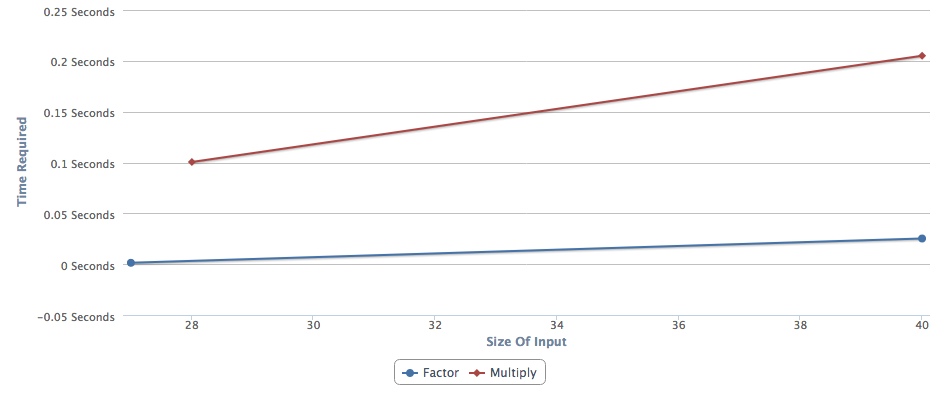 0.25 Seconds
0.2 Seconds
0.15 Seconds
0.1 Seconds
0.05 Seconds
0 Seconds
−0.05 Seconds
Time Required
28 30 32 34 36 38 40
Size Of Input
Factor Multiply